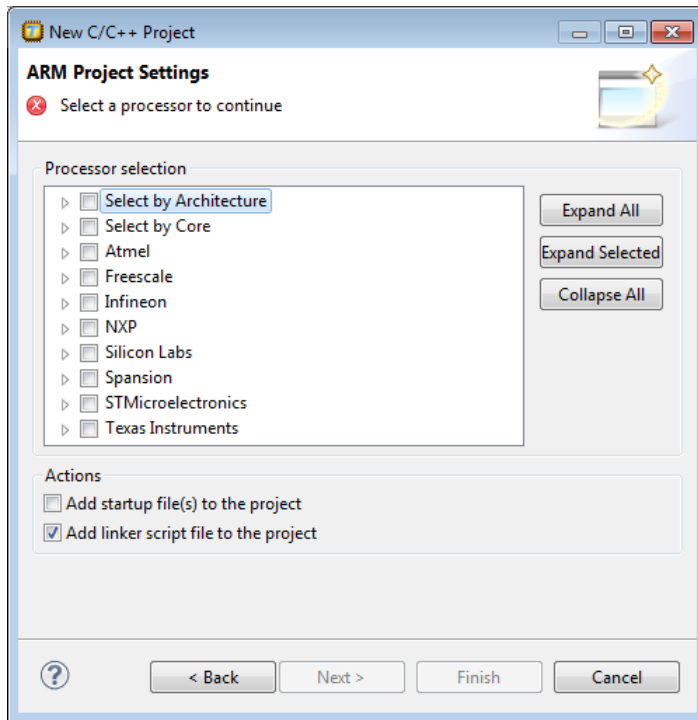 New C/C++ Project
ARM Project Settings
Select a processor to continue
Processor selection
Select by Architecture
Select by Core
Atmel
Freescale
Infineon
NXP
Silicon Labs
Spansion
STMicroelectronics
Texas Instruments
Expand All
Expand Selected
Collapse All
Actions
Add startup file(s) to the project
Add linker script file to the project
< Back
Next >
Finish
Cancel